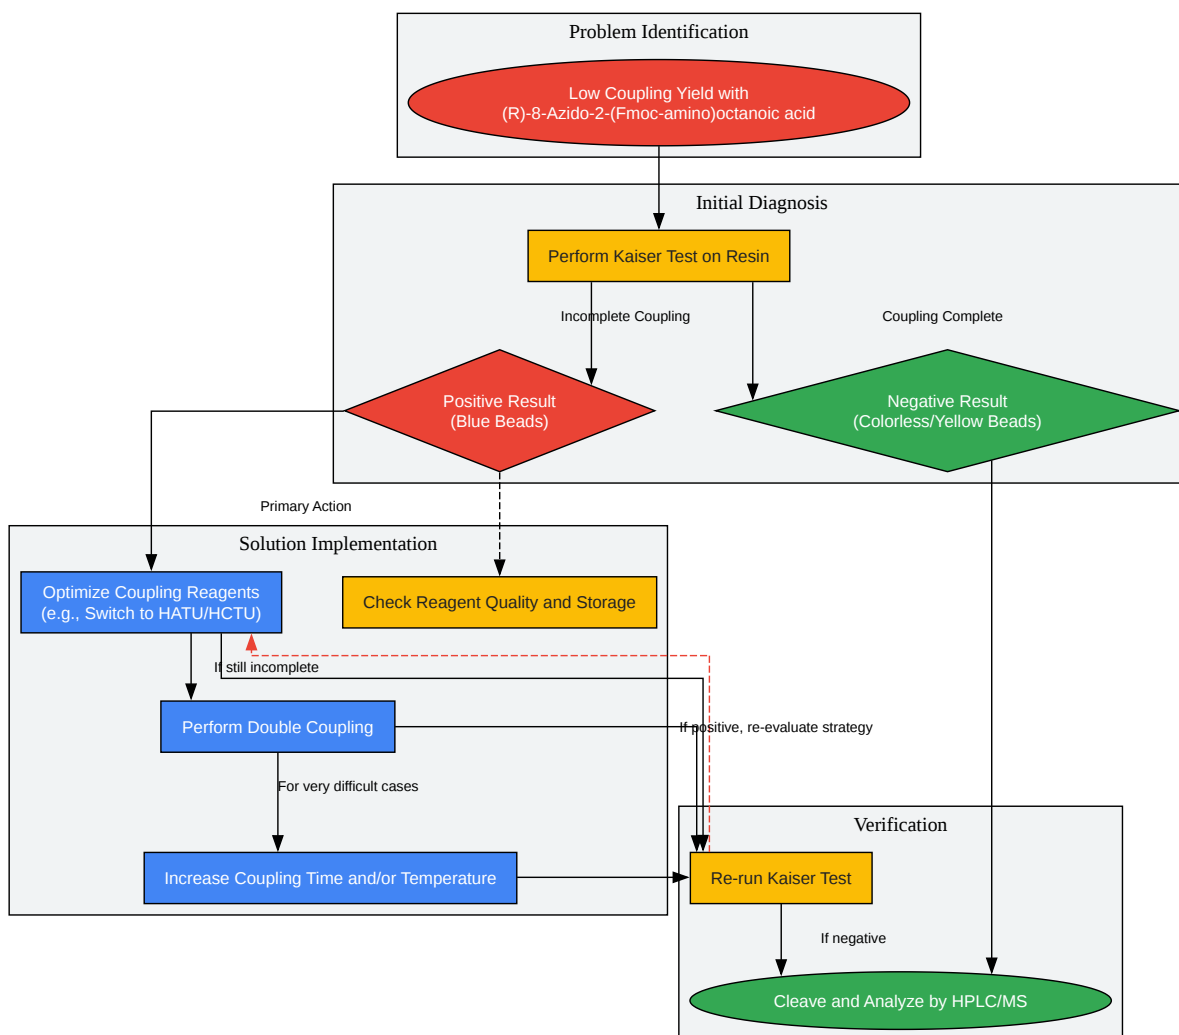 Problem Identification
Low Coupling Yield with
(R)-8-Azido-2-(Fmoc-amino)octanoic acid
Initial Diagnosis
Perform Kaiser Test on Resin
Incomplete Coupling
Coupling Complete
Positive Result
(Blue Beads)
Negative Result
(Colorless/Yellow Beads)
Primary Action
Solution Implementation
Optimize Coupling Reagents
(e.g., Switch to HATU/HCTU)
Check Reagent Quality and Storage
If still incomplete
Perform Double Coupling
If positive, re-evaluate strategy
For very difficult cases
Verification
Increase Coupling Time and/or Temperature
Re-run Kaiser Test
If negative
Cleave and Analyze by HPLC/MS